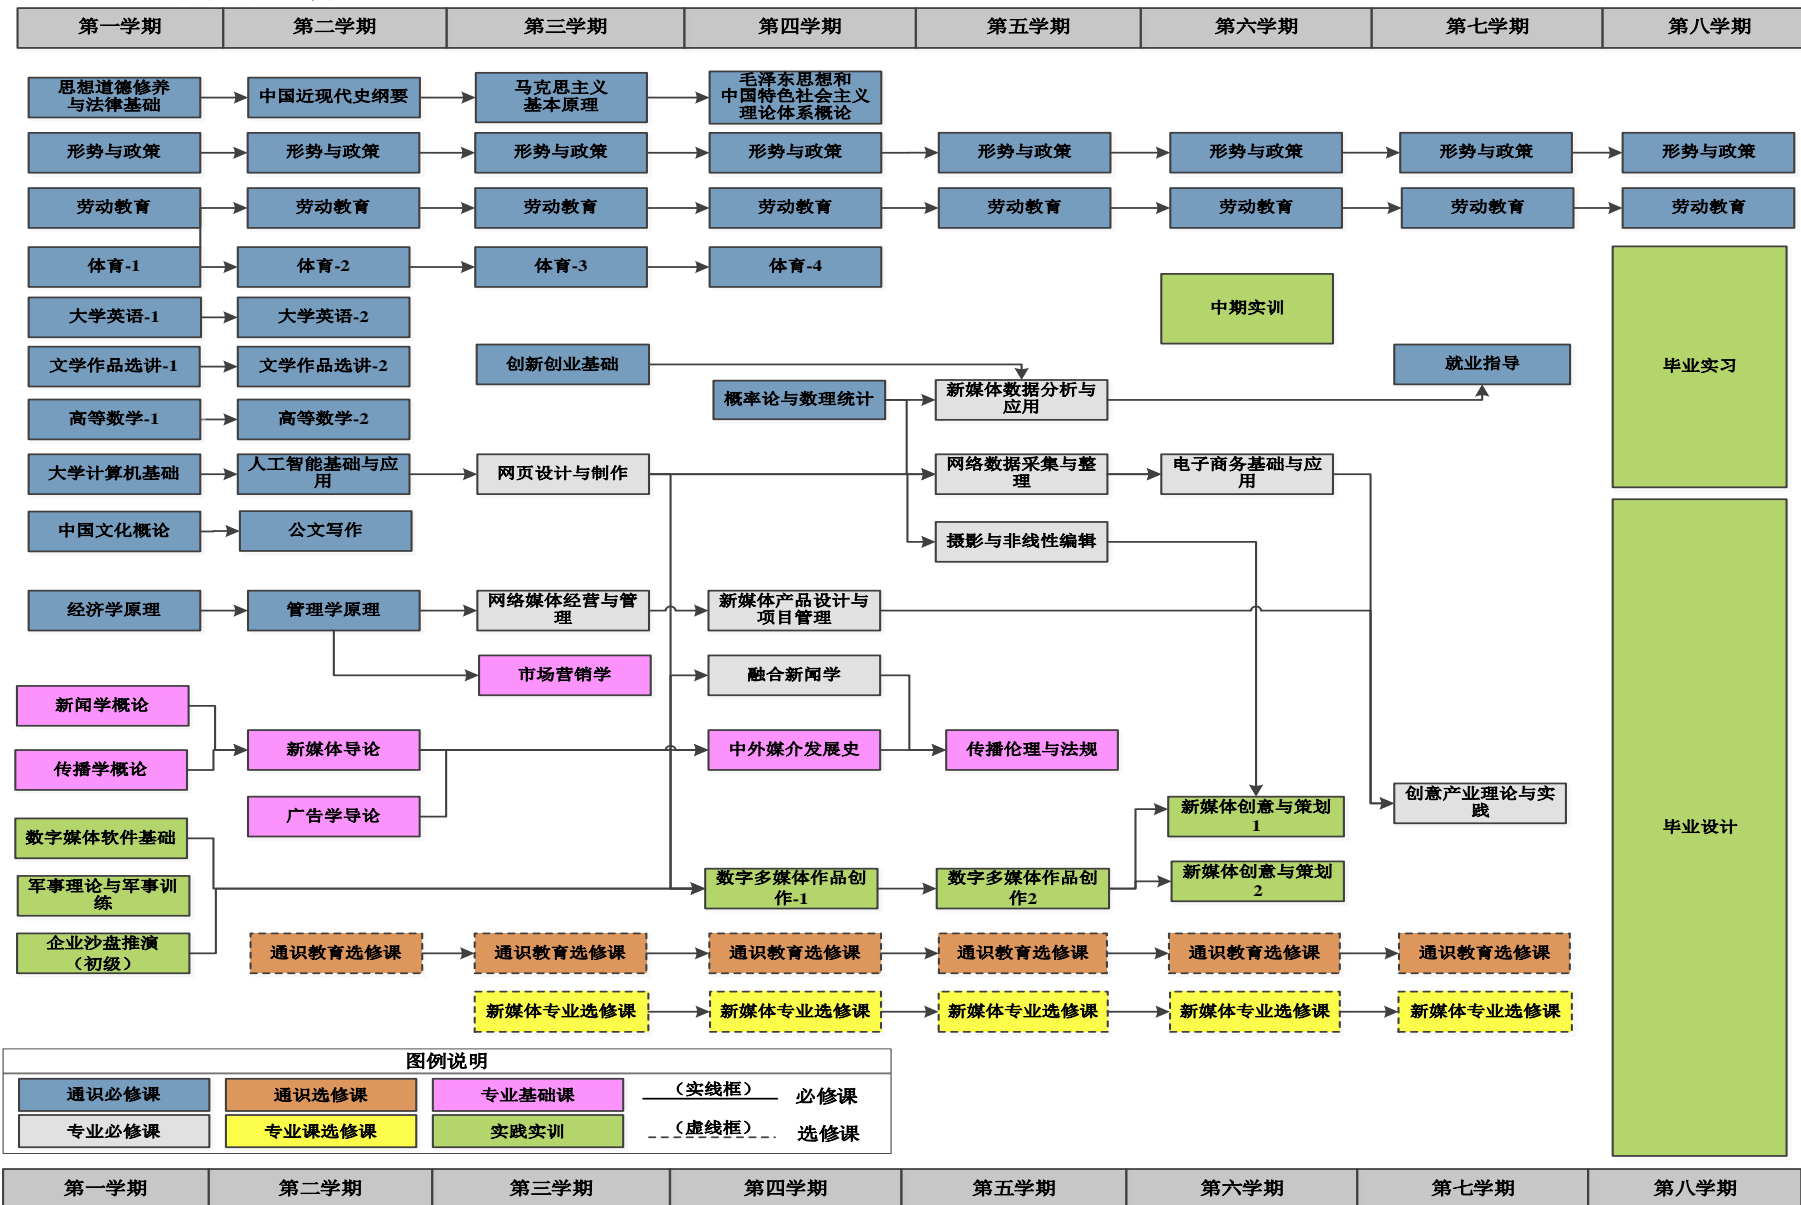 第一学期
第二学期
第三学期
第四学期
第五学期
第六学期
第七学期
第八学期
思想道德修养
与法律基础
中国近现代史纲要
马克思主义
基本原理
毛泽东思想和
中国特色社会主义
理论体系概论
形势与政策
形势与政策
形势与政策
形势与政策
形势与政策
形势与政策
形势与政策
形势与政策
劳动教育
劳动教育
劳动教育
劳动教育
劳动教育
劳动教育
劳动教育
劳动教育
体育-1
体育-2
体育-3
体育-4
中期实训
毕业实习
大学英语-1
大学英语-2
文学作品选讲-1
文学作品选讲-2
创新创业基础
就业指导
高等数学-1
高等数学-2
概率论与数理统计
新媒体数据分析与
应用
大学计算机基础
人工智能基础与应
用
网页设计与制作
网络数据采集与整
理
电子商务基础与应
用
中国文化概论
公文写作
摄影与非线性编辑
经济学原理
管理学原理
网络媒体经营与管
理
新媒体产品设计与
项目管理
市场营销学
融合新闻学
新闻学概论
传播学概论
新媒体导论
中外媒介发展史
传播伦理与法规
广告学导论
新媒体创意与策划
1
创意产业理论与实
践
毕业设计
数字媒体软件基础
军事理论与军事训
练
数字多媒体作品创
作-1
数字多媒体作品创
作2
新媒体创意与策划
2
企业沙盘推演
（初级）
通识教育选修课
通识教育选修课
通识教育选修课
通识教育选修课
通识教育选修课
通识教育选修课
新媒体专业选修课
新媒体专业选修课
新媒体专业选修课
新媒体专业选修课
新媒体专业选修课
图例说明
通识必修课
通识选修课
专业基础课
（实线框）
必修课
专业必修课
专业课选修课
实践实训
（虚线框）
选修课
第一学期
第二学期
第三学期
第四学期
第五学期
第六学期
第七学期
第八学期